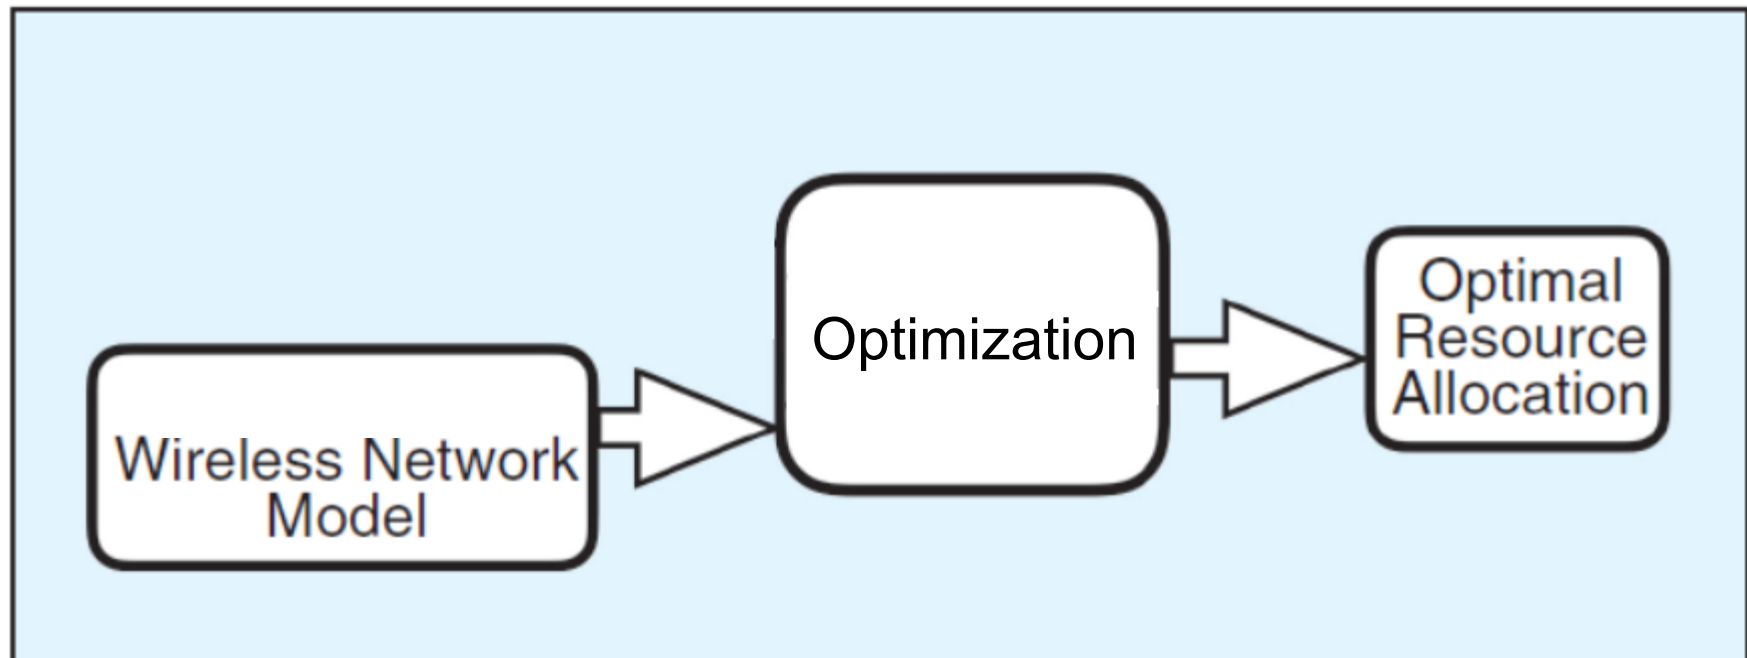 Wireless Network
Model
Optimization
Optimal
Resource
Allocation